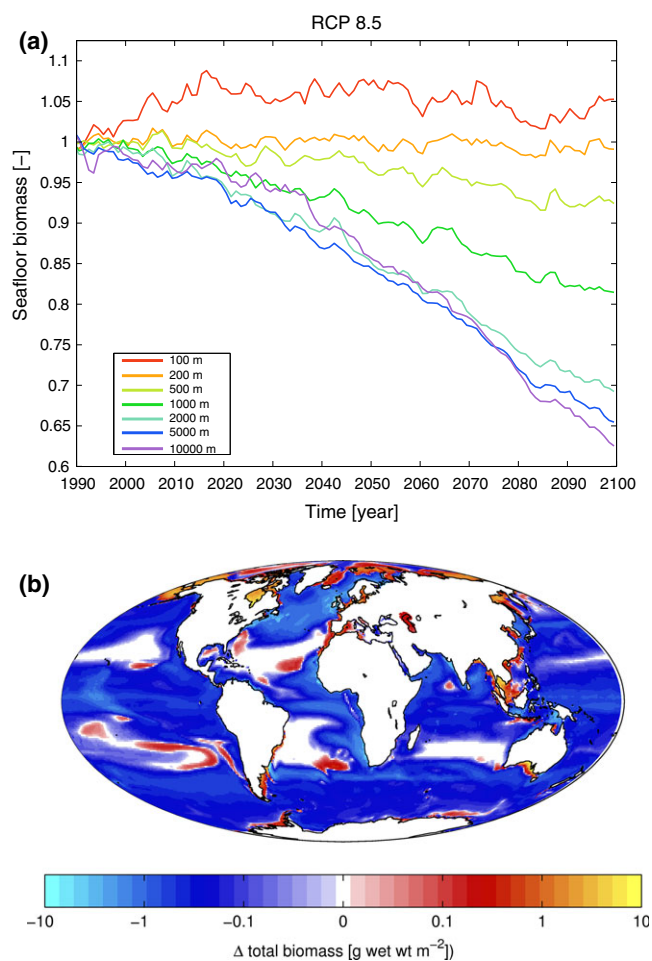 RCP 8.5
(a)
1.1
1.05
1
0.95
0.9
0.85
0.8
0.75
0.7
0.65
0.6
Seafloor biomass [–]
100 m
200 m
500 m
1000 m
2000 m
5000 m
10000 m
1990 2000 2010 2020 2030 2040 2050 2060 2070 2080 2090 2100
Time [year]
(b)
−10 −1 −0.1 0 0.1 1 10
Δ total biomass [g wet wt m⁻²])